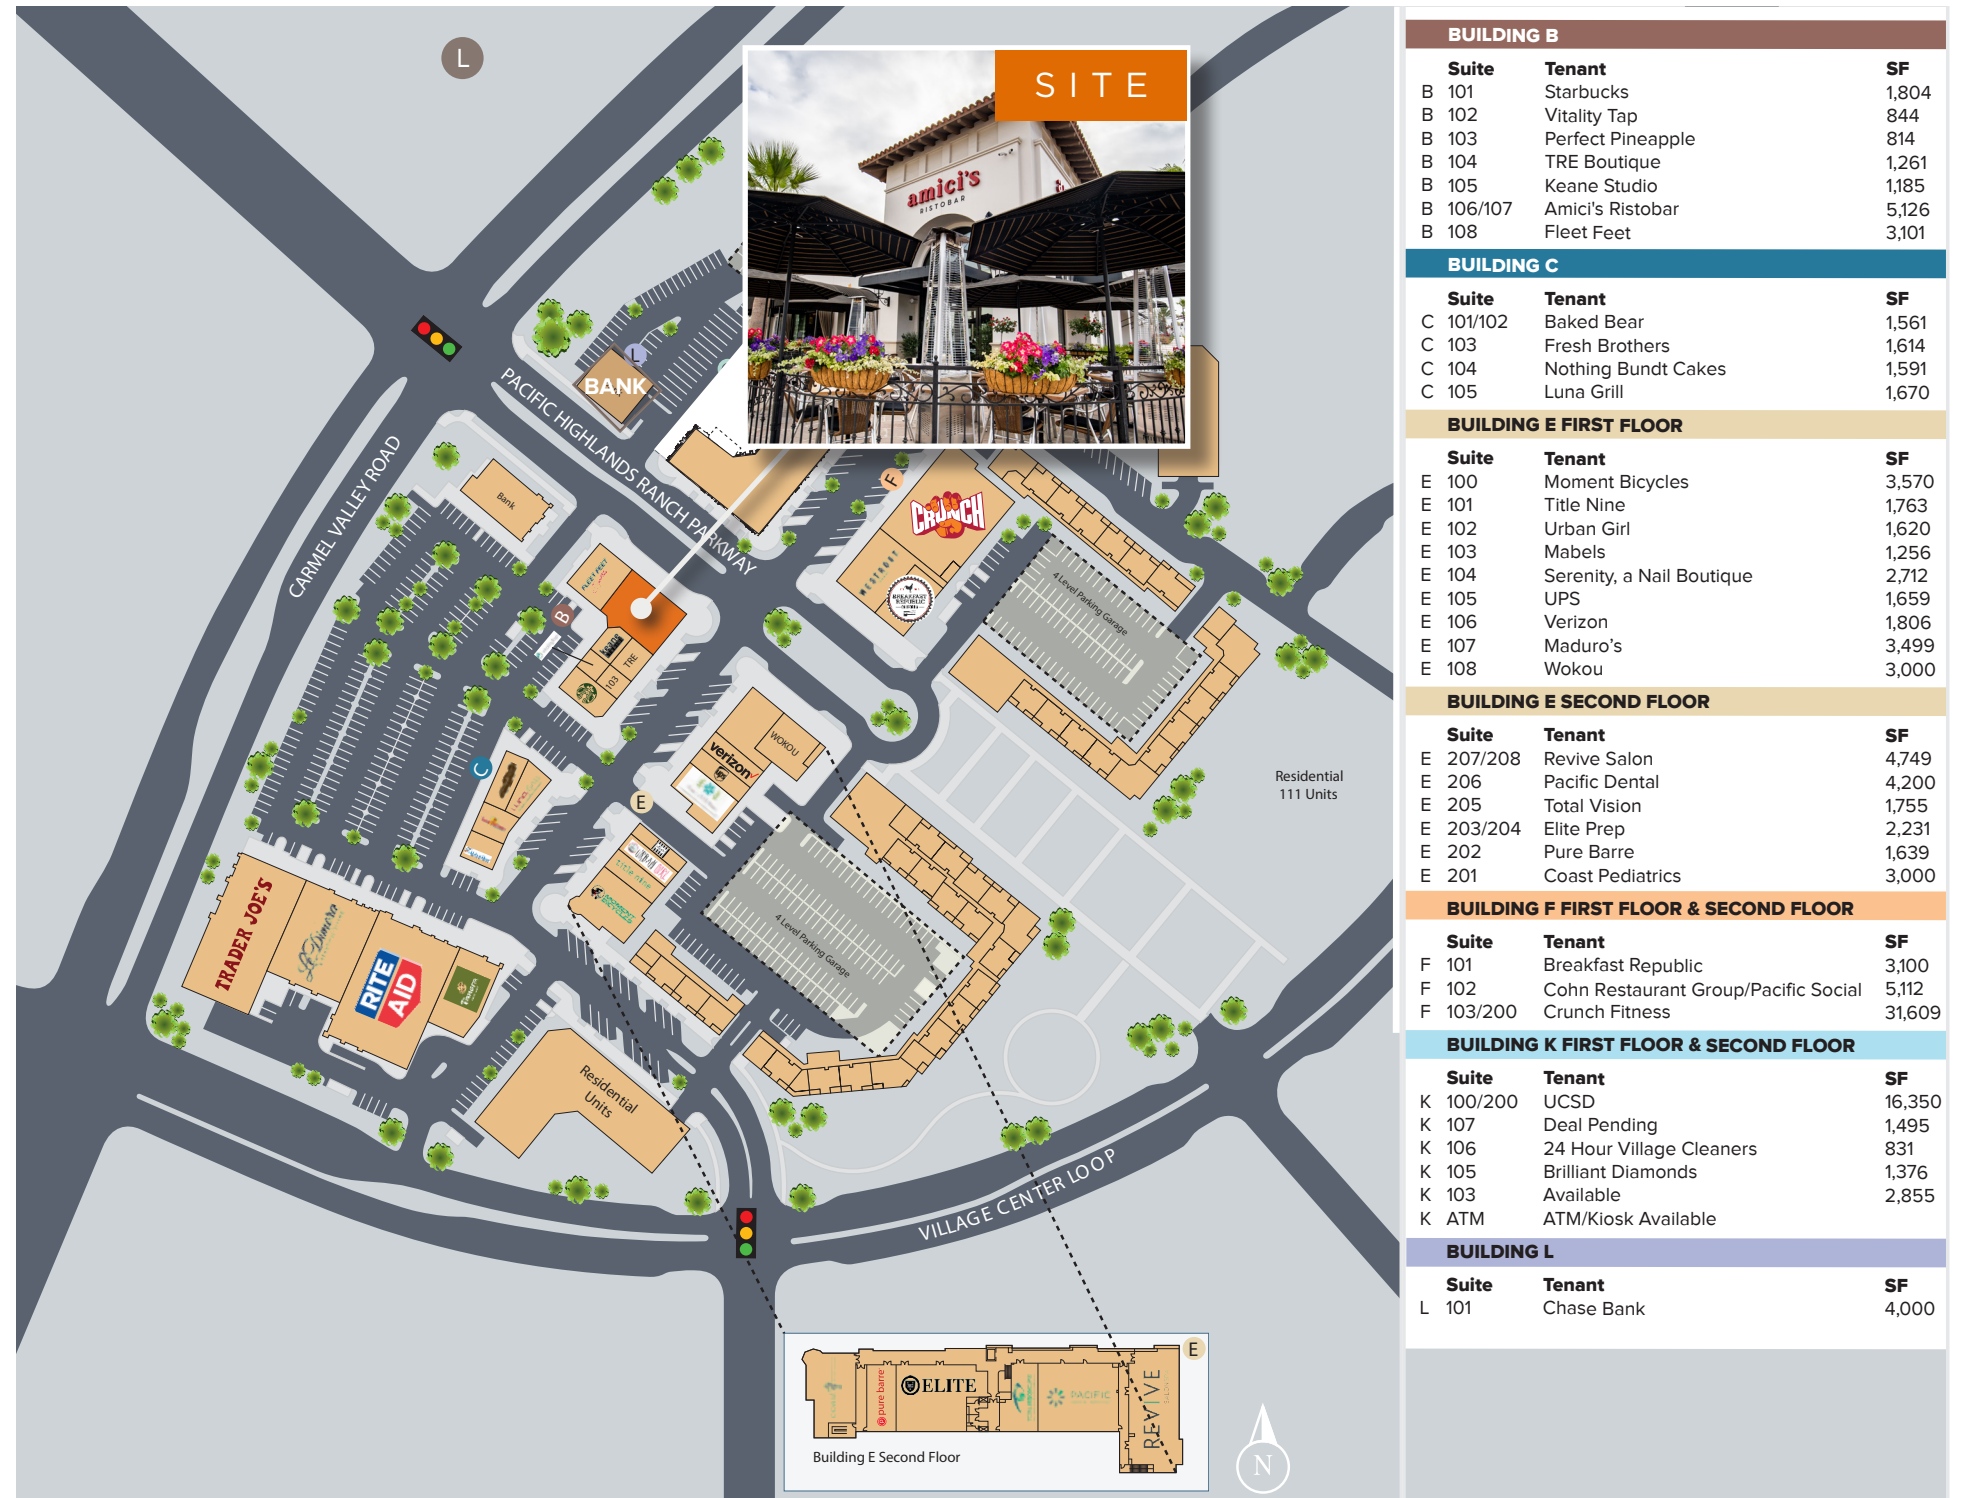 L
SITE
amici's
RISTOBAR
L
BANK
PACIFIC HIGHLANDS RANCH PARKWAY
CARMEL VALLEY ROAD
Bank
F
CRUNCH
WESTROOT
BREAKFAST
REPUBLIC
4 Level Parking Garage
FLEET FEET
B
keane
TRE
103
WOKOU
verizon
ups
C
E
Residential
111 Units
URBAN GIRL
title nine
MOMENT
BICYCLES
4 Level Parking Garage
TRADER JOE'S
RITE
AID
Panera
Residential
Units
VILLAGE CENTER LOOP
E
pure barre
ELITE
PACIFIC
REVIVE
Building E Second Floor
N
BUILDING B
Suite Tenant SF
B 101 Starbucks 1,804
B 102 Vitality Tap 844
B 103 Perfect Pineapple 814
B 104 TRE Boutique 1,261
B 105 Keane Studio 1,185
B 106/107 Amici's Ristobar 5,126
B 108 Fleet Feet 3,101
BUILDING C
Suite Tenant SF
C 101/102 Baked Bear 1,561
C 103 Fresh Brothers 1,614
C 104 Nothing Bundt Cakes 1,591
C 105 Luna Grill 1,670
BUILDING E FIRST FLOOR
Suite Tenant SF
E 100 Moment Bicycles 3,570
E 101 Title Nine 1,763
E 102 Urban Girl 1,620
E 103 Mabels 1,256
E 104 Serenity, a Nail Boutique 2,712
E 105 UPS 1,659
E 106 Verizon 1,806
E 107 Maduro’s 3,499
E 108 Wokou 3,000
BUILDING E SECOND FLOOR
Suite Tenant SF
E 207/208 Revive Salon 4,749
E 206 Pacific Dental 4,200
E 205 Total Vision 1,755
E 203/204 Elite Prep 2,231
E 202 Pure Barre 1,639
E 201 Coast Pediatrics 3,000
BUILDING F FIRST FLOOR & SECOND FLOOR
Suite Tenant SF
F 101 Breakfast Republic 3,100
F 102 Cohn Restaurant Group/Pacific Social 5,112
F 103/200 Crunch Fitness 31,609
BUILDING K FIRST FLOOR & SECOND FLOOR
Suite Tenant SF
K 100/200 UCSD 16,350
K 107 Deal Pending 1,495
K 106 24 Hour Village Cleaners 831
K 105 Brilliant Diamonds 1,376
K 103 Available 2,855
K ATM ATM/Kiosk Available
BUILDING L
Suite Tenant SF
L 101 Chase Bank 4,000